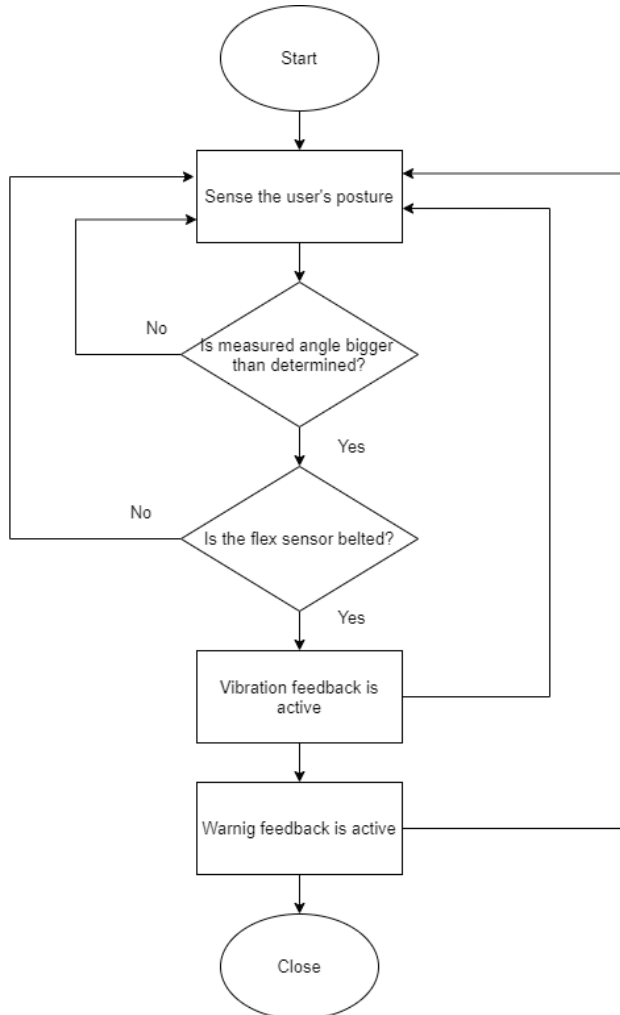 Start
Sense the user's posture
No
Is measured angle bigger
than determined?
Yes
No
Is the flex sensor belted?
Yes
Vibration feedback is
active
Warnig feedback is active
Close